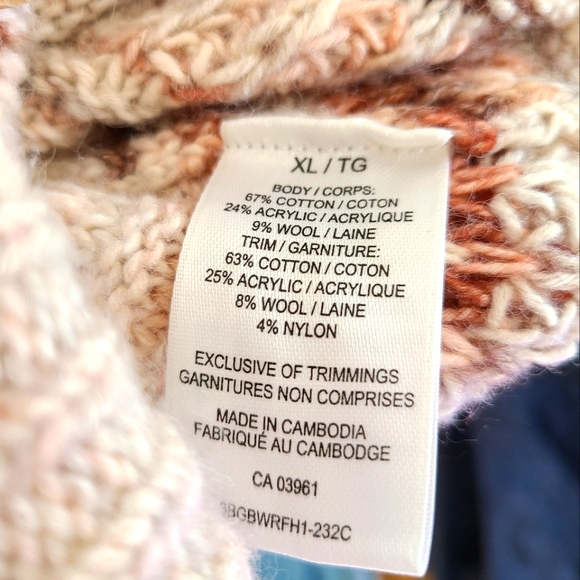 XL / TG
BODY / CORPS:
67% COTTON / COTON
24% ACRYLIC / ACRYLIQUE
9% WOOL / LAINE
TRIM / GARNITURE:
63% COTTON / COTON
25% ACRYLIC / ACRYLIQUE
8% WOOL / LAINE
4% NYLON
EXCLUSIVE OF TRIMMINGS
GARNITURES NON COMPRISES
MADE IN CAMBODIA
FABRIQUÉ AU CAMBODGE
CA 03961